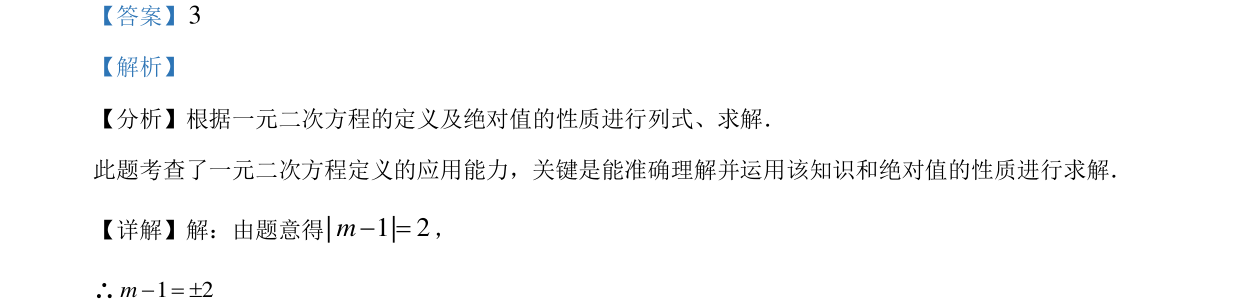 【答案】3
【解析】
【分析】根据一元二次方程的定义及绝对值的性质进行列式、求解．
此题考查了一元二次方程定义的应用能力，关键是能准确理解并运用该知识和绝对值的性质进行求解．
【详解】解：由题意得|m−1|=2，
∴m−1=±2